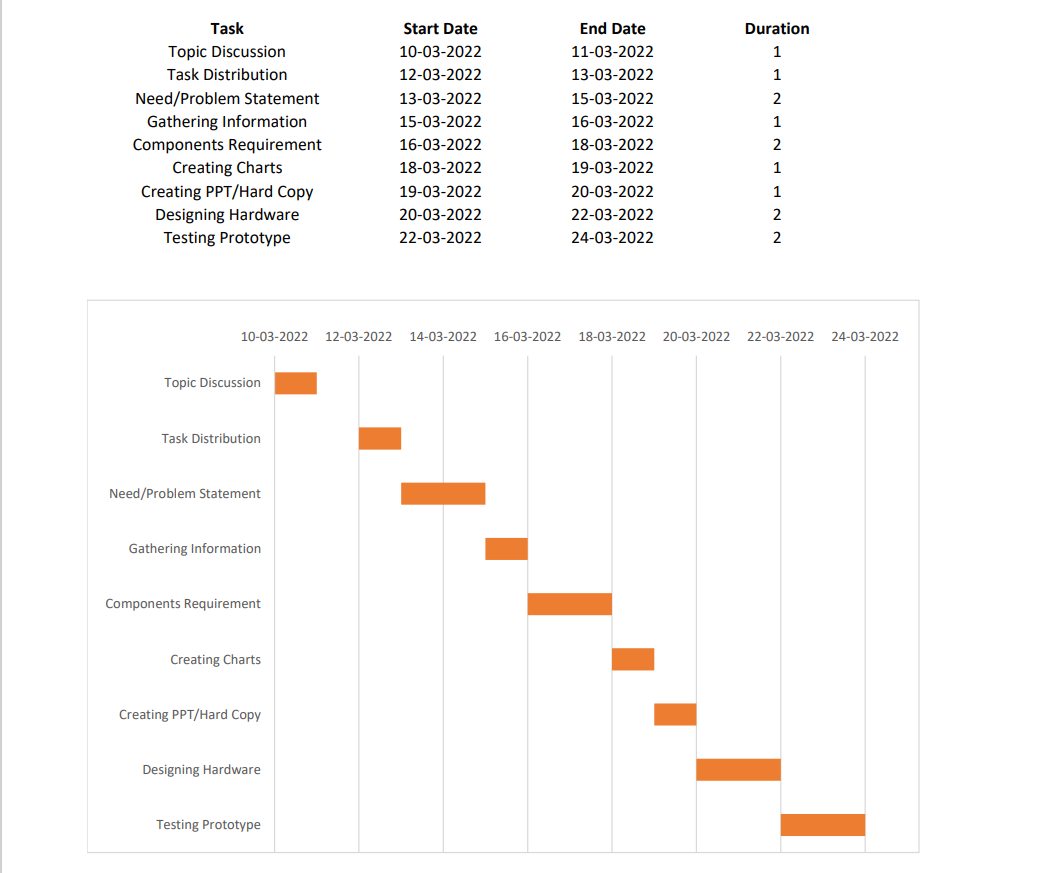 Task Start Date End Date Duration
Topic Discussion 10-03-2022 11-03-2022 1
Task Distribution 12-03-2022 13-03-2022 1
Need/Problem Statement 13-03-2022 15-03-2022 2
Gathering Information 15-03-2022 16-03-2022 1
Components Requirement 16-03-2022 18-03-2022 2
Creating Charts 18-03-2022 19-03-2022 1
Creating PPT/Hard Copy 19-03-2022 20-03-2022 1
Designing Hardware 20-03-2022 22-03-2022 2
Testing Prototype 22-03-2022 24-03-2022 2
10-03-2022 12-03-2022 14-03-2022 16-03-2022 18-03-2022 20-03-2022 22-03-2022 24-03-2022
Topic Discussion
Task Distribution
Need/Problem Statement
Gathering Information
Components Requirement
Creating Charts
Creating PPT/Hard Copy
Designing Hardware
Testing Prototype